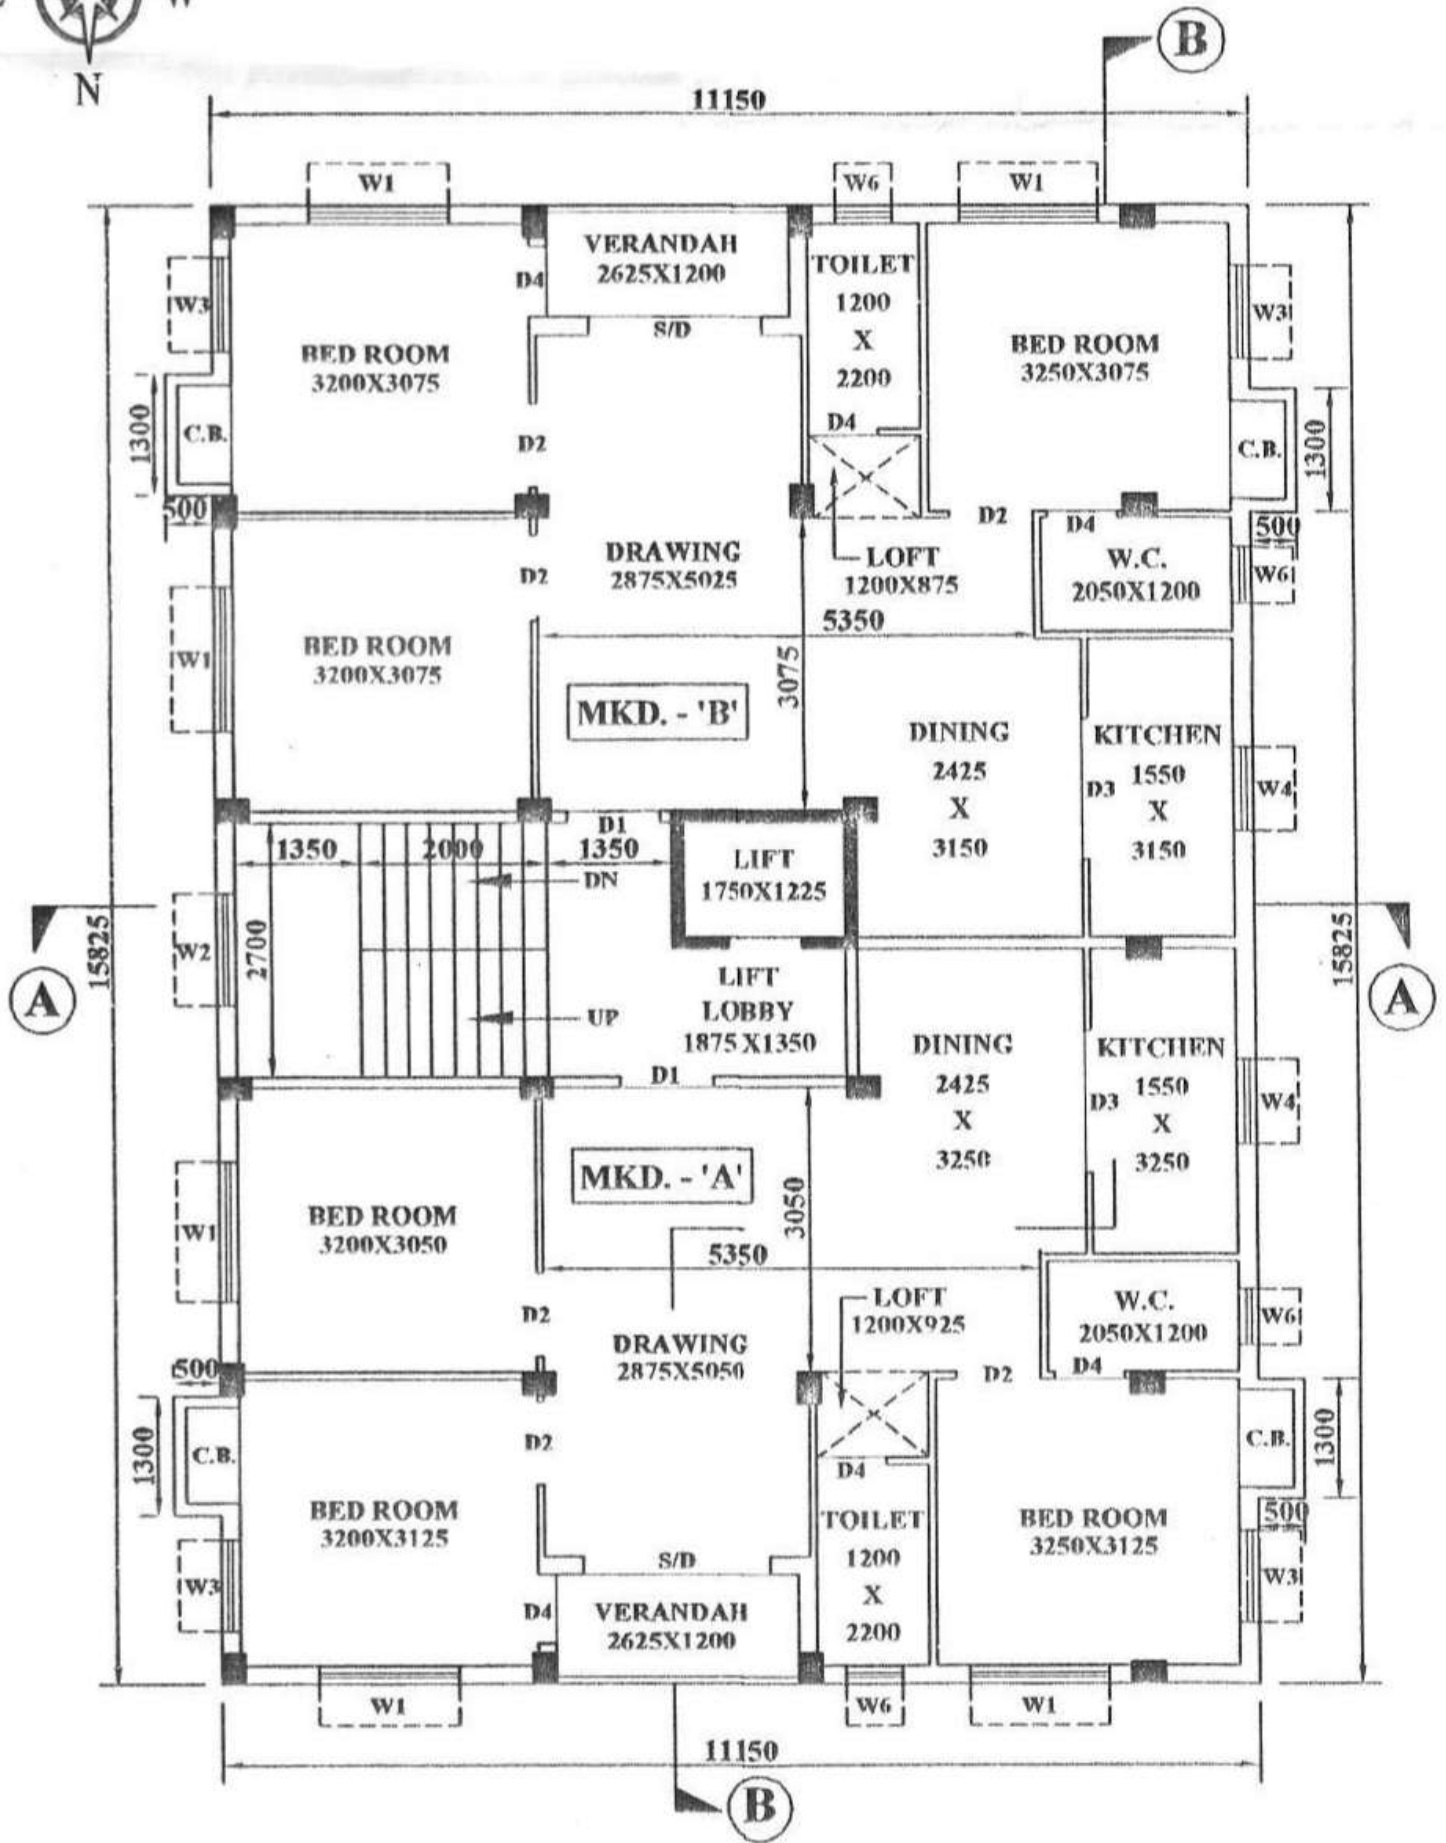 W
N
B
11150
W1
W6
W1
VERANDAH
2625X1200
TOILET
1200
X
2200
D4
W3
W3
S/D
BED ROOM
3200X3075
BED ROOM
3250X3075
D4
1300
C.B.
D2
C.B.
1300
500
D2
D4
500
DRAWING
2875X5025
LOFT
1200X875
W.C.
2050X1200
W6
D2
5350
BED ROOM
3200X3075
W1
3075
MKD. - 'B'
DINING
2425
X
3150
KITCHEN
1550
X
3150
D3
W4
D1
1350
2000
1350
LIFT
1750X1225
DN
15825
A
W2
2700
15825
A
LIFT
LOBBY
1875X1350
UP
D1
DINING
2425
X
3250
KITCHEN
1550
X
3250
D3
W4
MKD. - 'A'
3050
W1
BED ROOM
3200X3050
5350
D2
LOFT
1200X925
W.C.
2050X1200
W6
DRAWING
2875X5050
500
D2
D4
1300
C.B.
D2
D4
C.B.
1300
BED ROOM
3200X3125
TOILET
1200
X
2200
BED ROOM
3250X3125
500
S/D
W3
D4
VERANDAH
2625X1200
W3
W1
W6
W1
11150
B